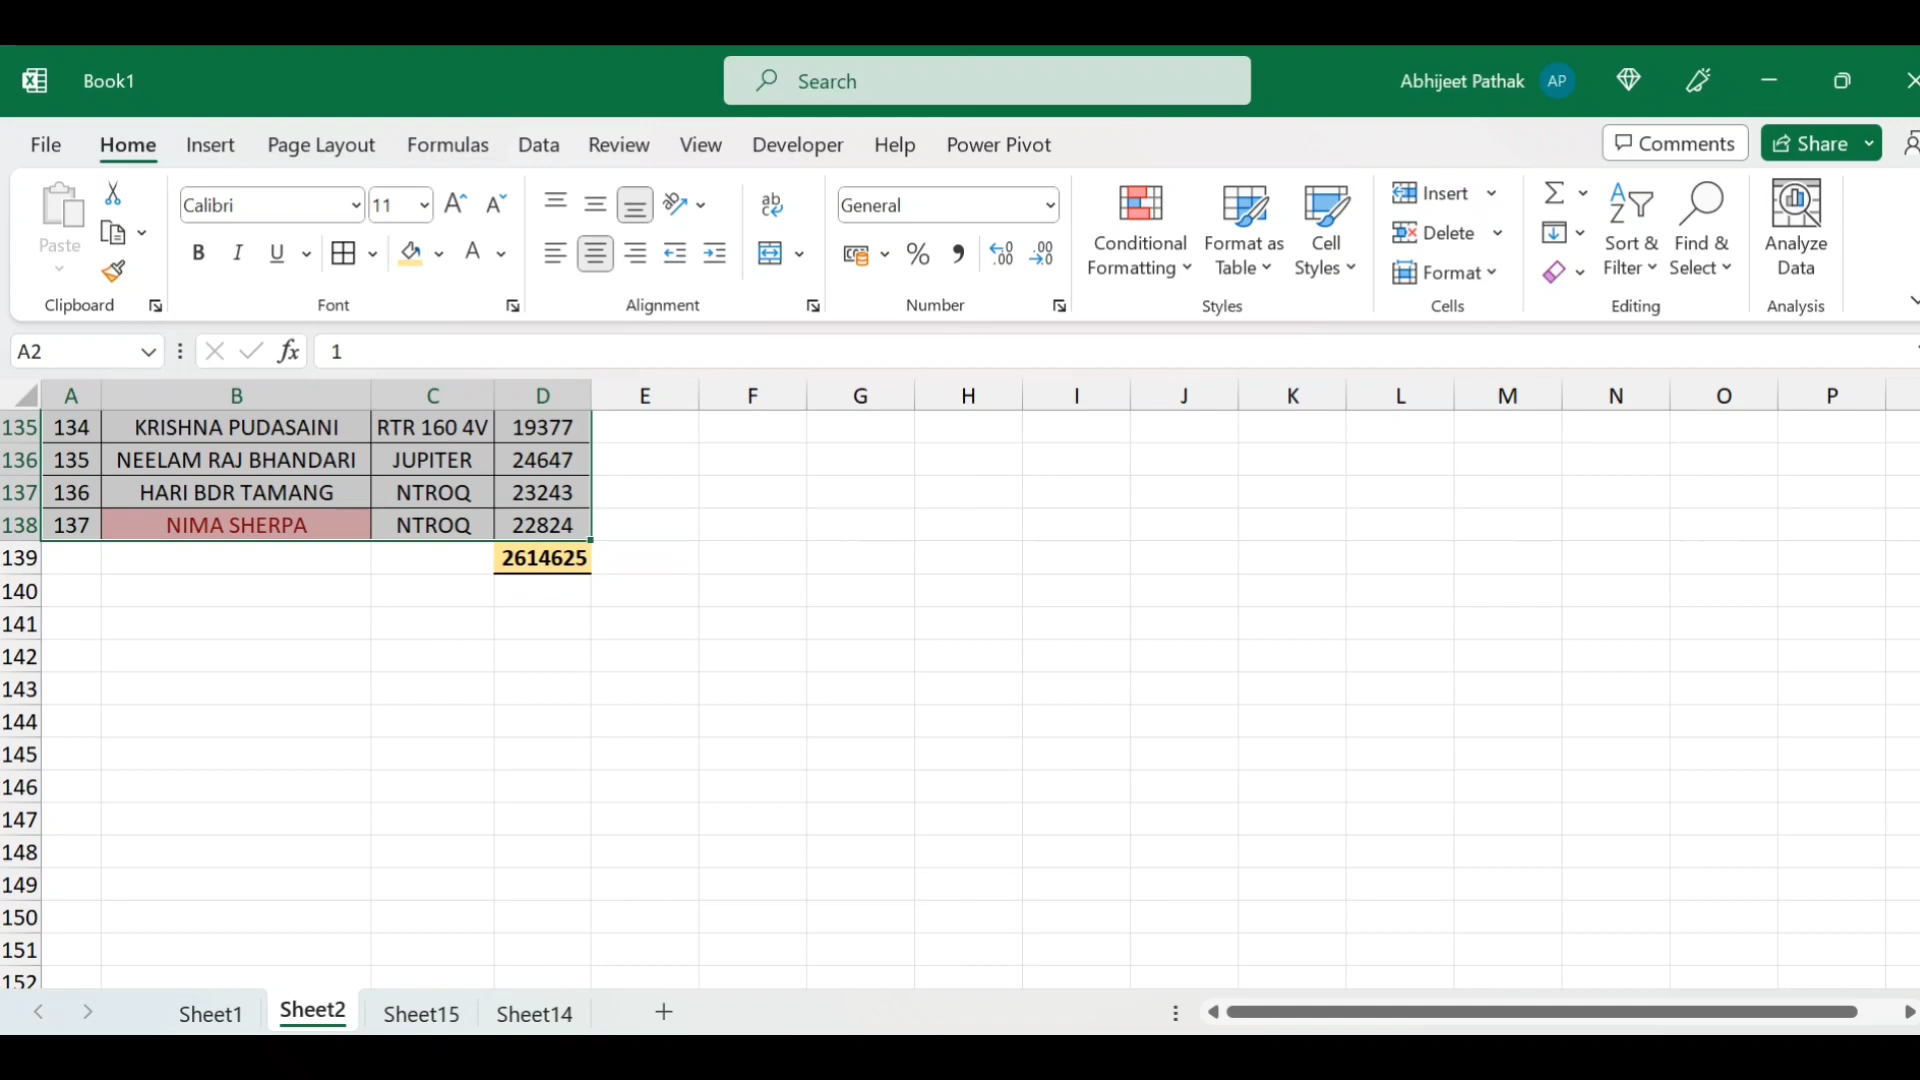 Book1
Search
Abhijeet Pathak AP
File Home Insert Page Layout Formulas Data Review View Developer Help Power Pivot
Comments Share
Paste
Clipboard
Calibri 11
B I U A
Font
ab
Alignment
General
% 9 .00
Number
Conditional Formatting
Format as Table
Cell Styles
Styles
Insert
Delete
Format
Cells
Sort & Filter
Find & Select
Editing
Analyze Data
Analysis
A2 fx 1
A B C D E F G H I J K L M N O P
135 134 KRISHNA PUDASAINI RTR 160 4V 19377
136 135 NEELAM RAJ BHANDARI JUPITER 24647
137 136 HARI BDR TAMANG NTROQ 23243
138 137 NIMA SHERPA NTROQ 22824
139 2614625
140
141
142
143
144
145
146
147
148
149
150
151
152
Sheet1 Sheet2 Sheet15 Sheet14